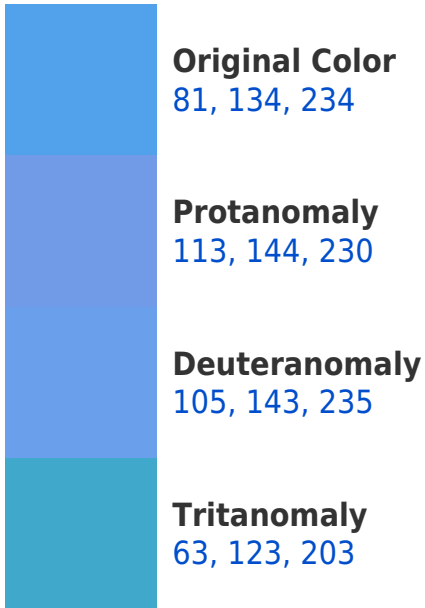 Original Color
81, 134, 234
Protanomaly
113, 144, 230
Deuteranomaly
105, 143, 235
Tritanomaly
63, 123, 203